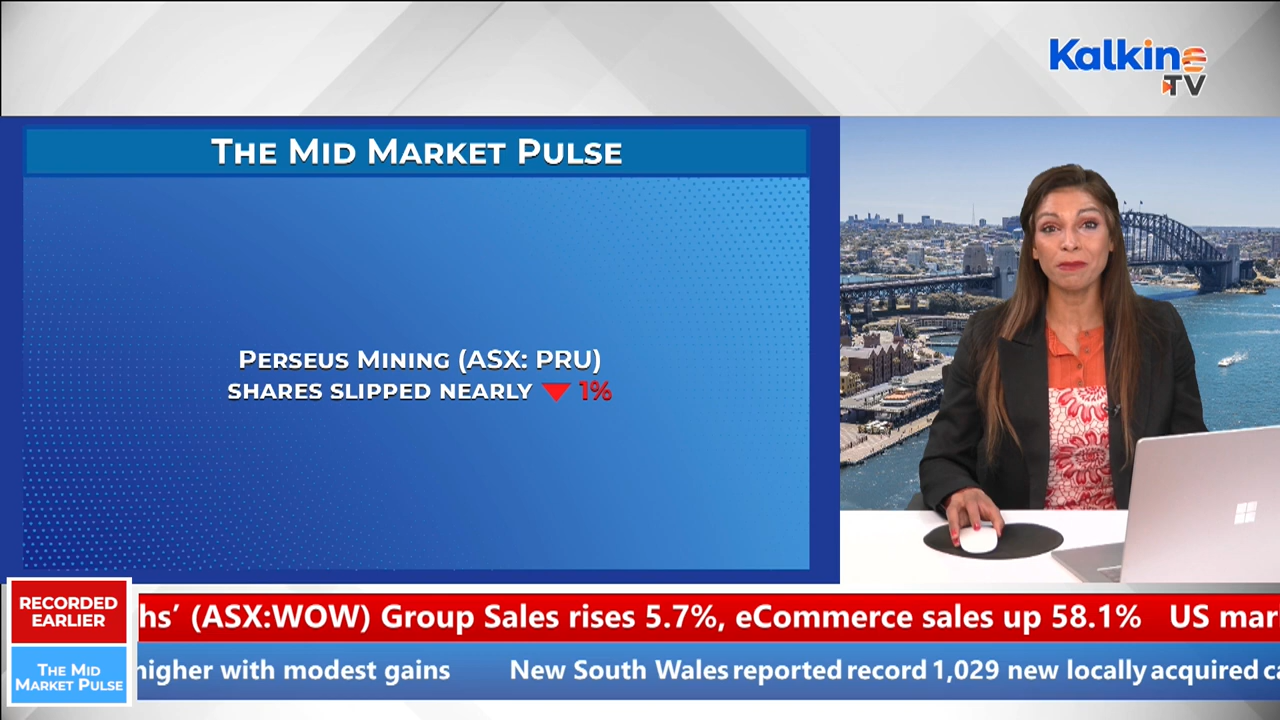 Kalkine
TV
THE MID MARKET PULSE
PERSEUS MINING (ASX: PRU)
SHARES SLIPPED NEARLY ▼ 1%
RECORDED
EARLIER
hs’ (ASX:WOW) Group Sales rises 5.7%, eCommerce sales up 58.1% US mar
THE MID
MARKET PULSE
higher with modest gains New South Wales reported record 1,029 new locally acquired ca